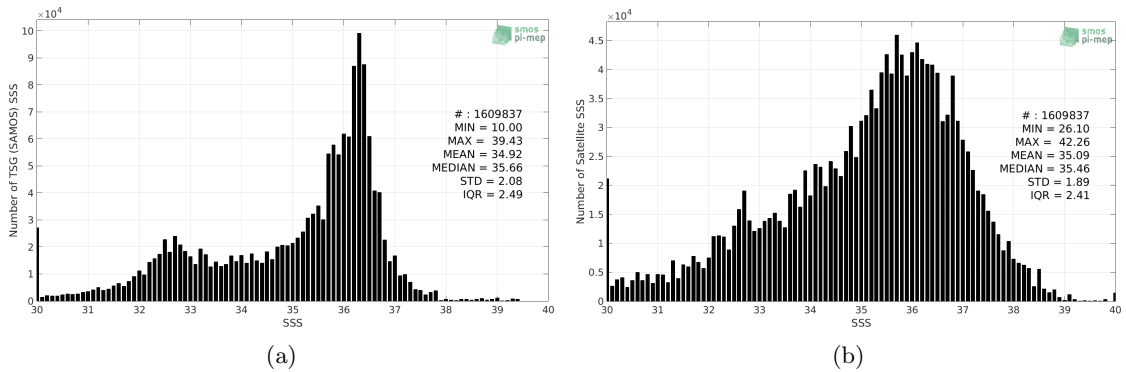 ×10⁴
smos
pi-mep
Number of TSG (SAMOS) SSS
10
9
8
7
6
5
4
3
2
1
0
# : 1609837
MIN = 10.00
MAX = 39.43
MEAN = 34.92
MEDIAN = 35.66
STD = 2.08
IQR = 2.49
30 31 32 33 34 35 36 37 38 39 40
SSS
(a)
×10⁴
smos
pi-mep
Number of Satellite SSS
4.5
4
3.5
3
2.5
2
1.5
1
0.5
0
# : 1609837
MIN = 26.10
MAX = 42.26
MEAN = 35.09
MEDIAN = 35.46
STD = 1.89
IQR = 2.41
30 31 32 33 34 35 36 37 38 39 40
SSS
(b)